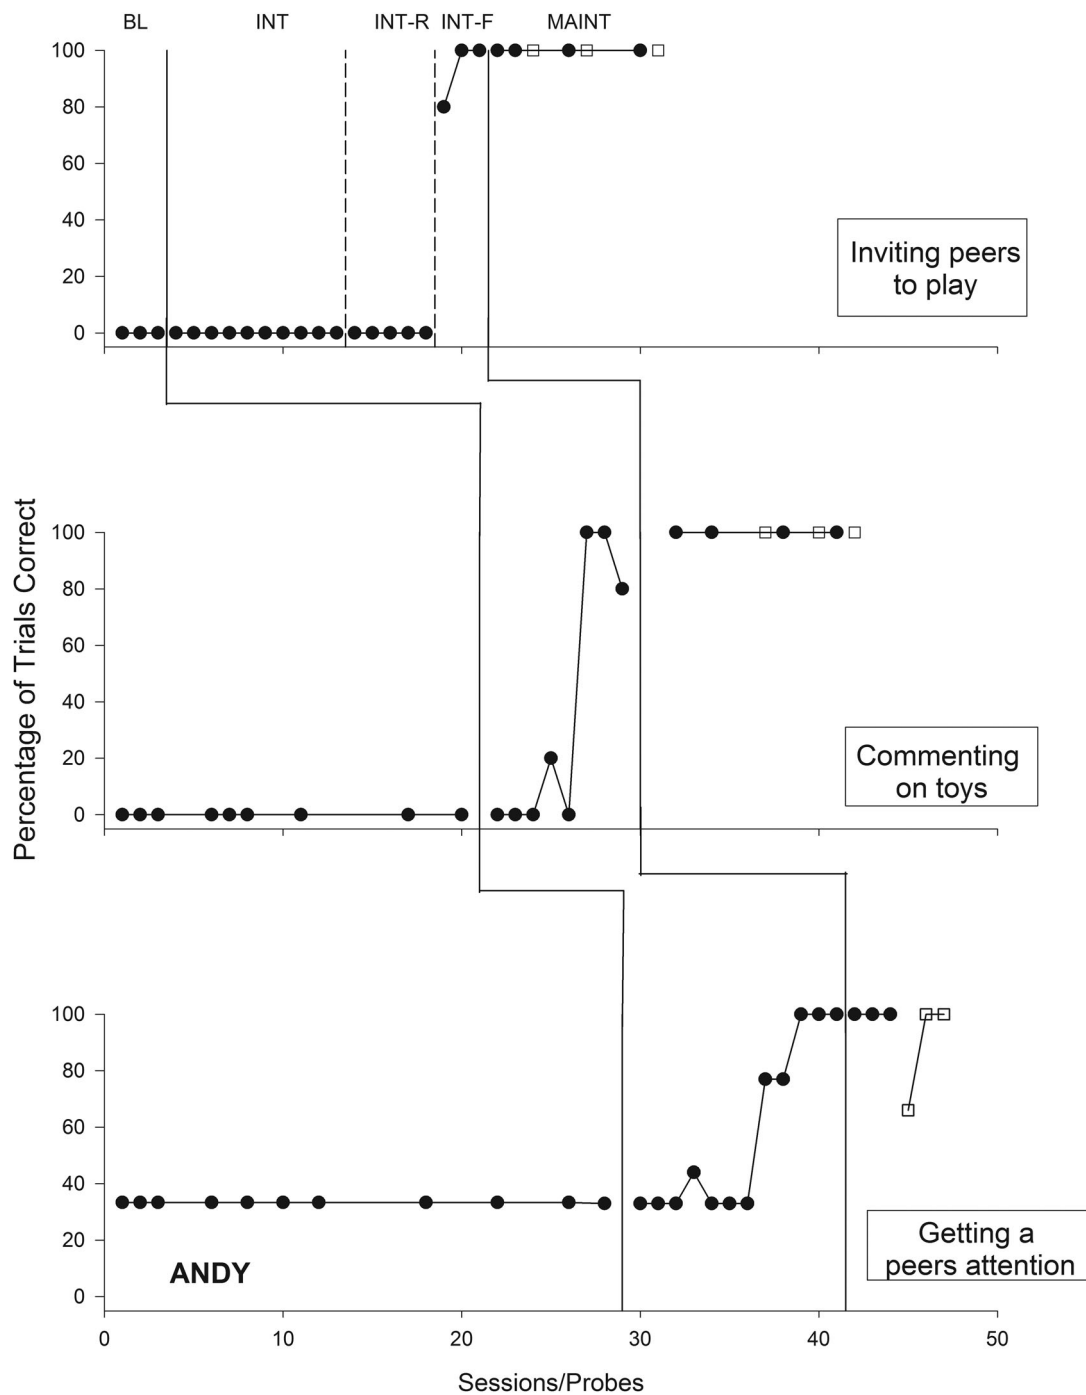 BL INT INT-R INT-F MAINT
100
80
60
40
20
0
Inviting peers
to play
0
Percentage of Trials Correct
100
80
60
40
20
0
Commenting
on toys
100
80
60
40
20
0
ANDY
Getting a
peers attention
0 10 20 30 40 50
Sessions/Probes